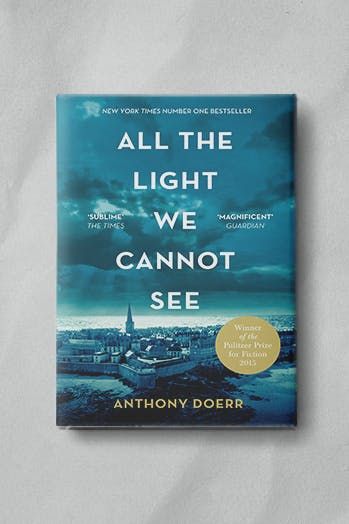 NEW YORK TIMES NUMBER ONE BESTSELLER
ALL THE
LIGHT
WE
CANNOT
SEE
'SUBLIME'
THE TIMES
'MAGNIFICENT'
GUARDIAN
Winner
of the
Pulitzer Prize
for Fiction
2015
ANTHONY DOERR